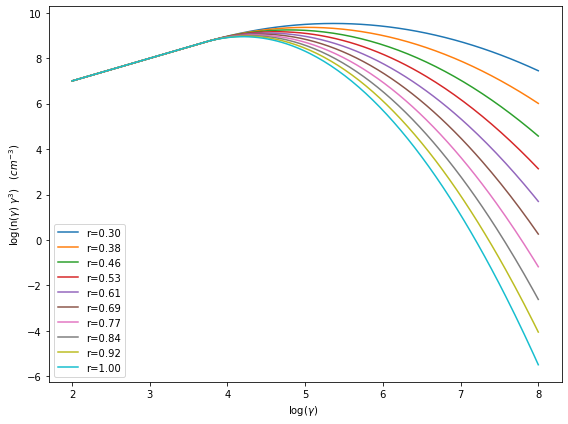 10
8
6
4
2
0
−2
−4
−6
log(n(γ) γ³) (cm⁻³)
r=0.30
r=0.38
r=0.46
r=0.53
r=0.61
r=0.69
r=0.77
r=0.84
r=0.92
r=1.00
2 3 4 5 6 7 8
log(γ)